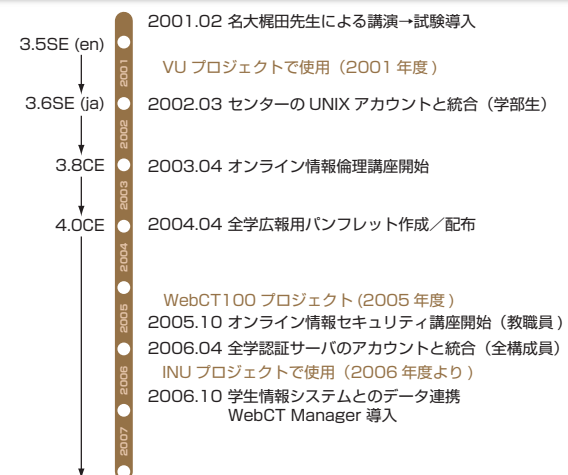 2001.02 名大梶田先生による講演→試験導入
3.5SE (en)
2001
VU プロジェクトで使用（2001 年度 )
3.6SE (ja)
2002.03 センターの UNIX アカウントと統合（学部生）
2002
3.8CE
2003.04 オンライン情報倫理講座開始
2003
4.0CE
2004.04 全学広報用パンフレット作成／配布
2004
WebCT100 プロジェクト (2005 年度 )
2005
2005.10 オンライン情報セキュリティ講座開始（教職員 )
2006.04 全学認証サーバのアカウントと統合（全構成員）
2006
INU プロジェクトで使用（2006 年度より )
2006.10 学生情報システムとのデータ連携
WebCT Manager 導入
2007